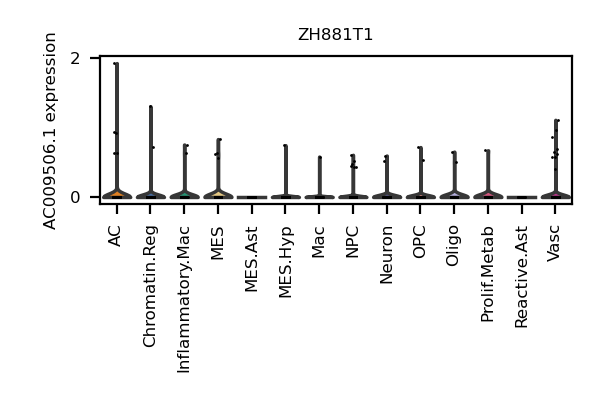 ZH881T1
AC009506.1 expression
2
0
AC
Chromatin.Reg
Inflammatory.Mac
MES
MES.Ast
MES.Hyp
Mac
NPC
Neuron
OPC
Oligo
Prolif.Metab
Reactive.Ast
Vasc